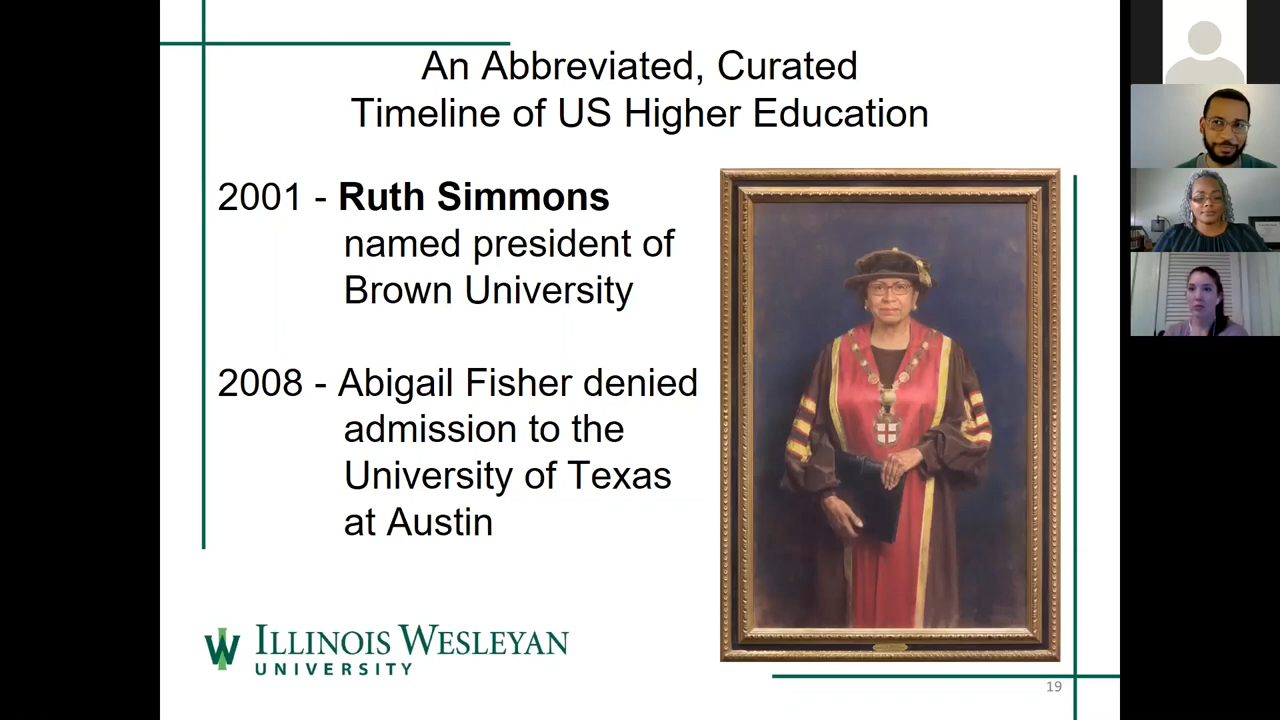 An Abbreviated, Curated
Timeline of US Higher Education
2001 - Ruth Simmons
named president of
Brown University
2008 - Abigail Fisher denied
admission to the
University of Texas
at Austin
ILLINOIS WESLEYAN
UNIVERSITY
19